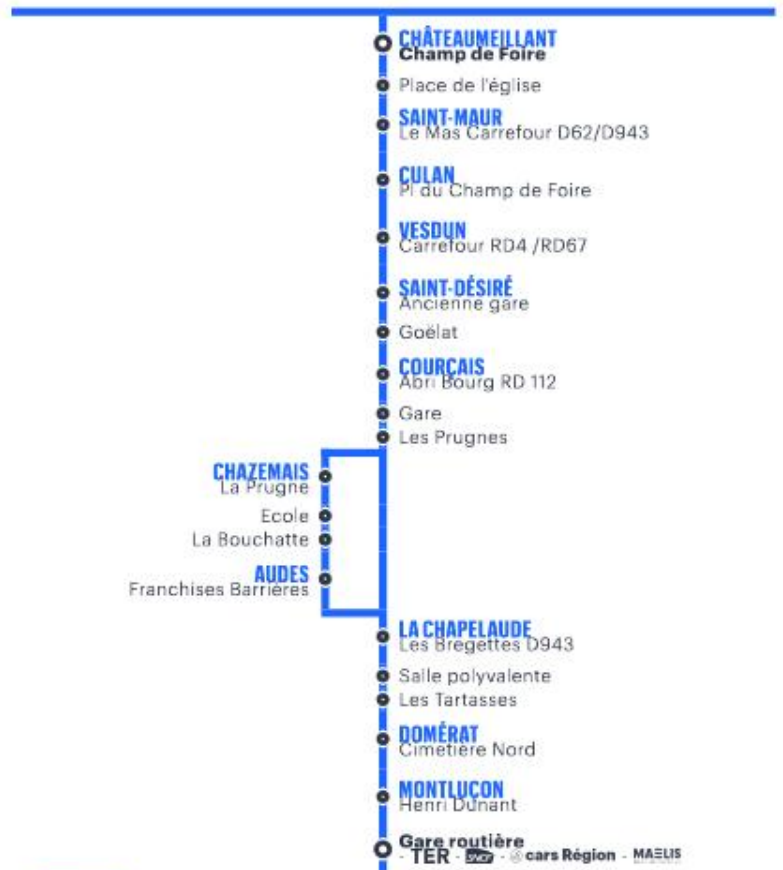 CHÂTEAUMEILLANT
Champ de Foire
Place de l'église
SAINT-MAUR
Le Mas Carrefour D62/D943
CULAN
Pl du Champ de Foire
VESDUN
Carrefour RD4 /RD67
SAINT-DÉSIRÉ
Ancienne gare
Goëlat
COURÇAIS
Abri Bourg RD 112
Gare
Les Prugnes
CHAZEMAIS
La Prugne
Ecole
La Bouchatte
AUDES
Franchises Barrières
LA CHAPELAUDE
Les Bregettes D943
Salle polyvalente
Les Tartasses
DOMÉRAT
Cimetière Nord
MONTLUÇON
Henri Dunant
Gare routière
- TER - SNCF - cars Région - MAELIS